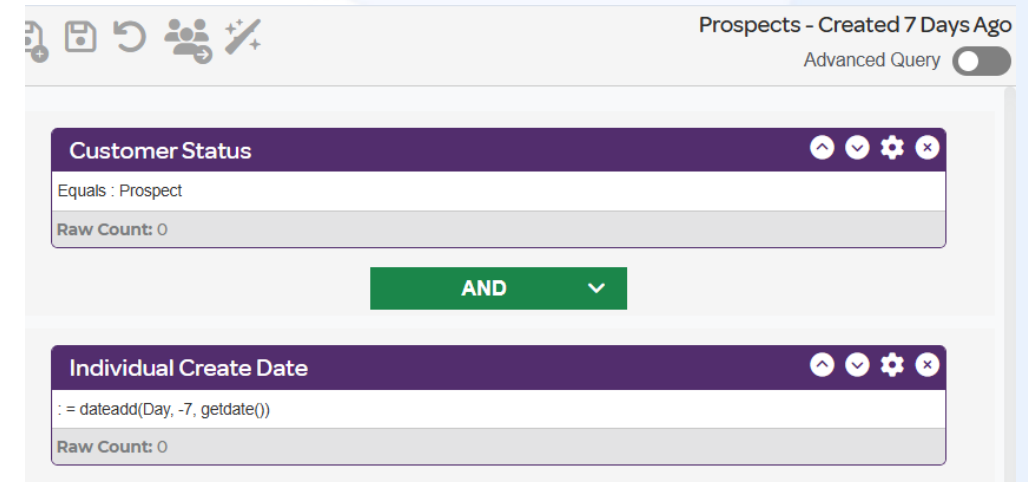 Prospects - Created 7 Days Ago
Advanced Query
Customer Status
Equals : Prospect
Raw Count: 0
AND
Individual Create Date
: = dateadd(Day, -7, getdate())
Raw Count: 0